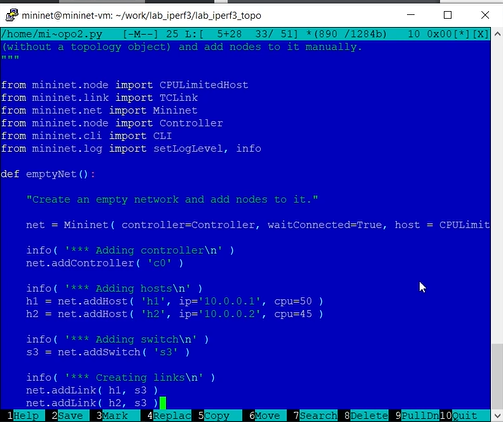 mininet@mininet-vm: ~/work/lab_iperf3/lab_iperf3_topo
/home/mi~opo2.py   [-M--] 25 L:[  5+28  33/ 51] *(890 /1284b)   10 0x00[*][X]
(without a topology object) and add nodes to it manually.
"""
from mininet.node import CPULimitedHost
from mininet.link import TCLink
from mininet.net import Mininet
from mininet.node import Controller
from mininet.cli import CLI
from mininet.log import setLogLevel, info
def emptyNet():
    "Create an empty network and add nodes to it."
    net = Mininet( controller=Controller, waitConnected=True, host = CPULimit
    info( '*** Adding controller\n' )
    net.addController( 'c0' )
    info( '*** Adding hosts\n' )
    h1 = net.addHost( 'h1', ip='10.0.0.1', cpu=50 )
    h2 = net.addHost( 'h2', ip='10.0.0.2', cpu=45 )
    info( '*** Adding switch\n' )
    s3 = net.addSwitch( 's3' )
    info( '*** Creating links\n' )
    net.addLink( h1, s3 )
    net.addLink( h2, s3 )
1Help 2Save 3Mark 4Replac 5Copy 6Move 7Search 8Delete 9PullDn 10Quit